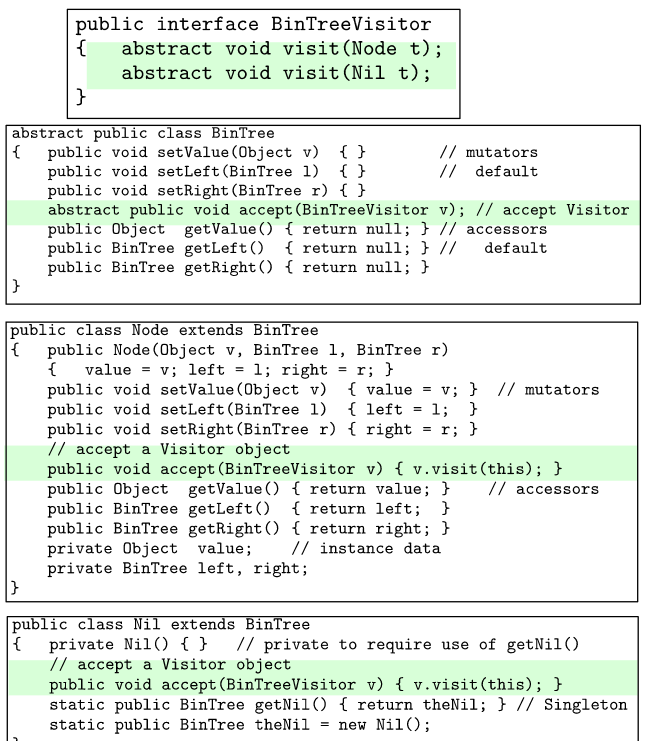 public interface BinTreeVisitor
{   abstract void visit(Node t);
    abstract void visit(Nil t);
}
abstract public class BinTree
{   public void setValue(Object v)  { }        // mutators
    public void setLeft(BinTree l)  { }        //  default
    public void setRight(BinTree r) { }
    abstract public void accept(BinTreeVisitor v); // accept Visitor
    public Object  getValue() { return null; } // accessors
    public BinTree getLeft()  { return null; } //   default
    public BinTree getRight() { return null; }
}
public class Node extends BinTree
{   public Node(Object v, BinTree l, BinTree r)
    {   value = v; left = l; right = r; }
    public void setValue(Object v)  { value = v; }  // mutators
    public void setLeft(BinTree l)  { left = l;  }
    public void setRight(BinTree r) { right = r; }
    // accept a Visitor object
    public void accept(BinTreeVisitor v) { v.visit(this); }
    public Object  getValue() { return value; }    // accessors
    public BinTree getLeft()  { return left;  }
    public BinTree getRight() { return right; }
    private Object  value;    // instance data
    private BinTree left, right;
}
public class Nil extends BinTree
{   private Nil() { }   // private to require use of getNil()
    // accept a Visitor object
    public void accept(BinTreeVisitor v) { v.visit(this); }
    static public BinTree getNil() { return theNil; } // Singleton
    static public BinTree theNil = new Nil();
}